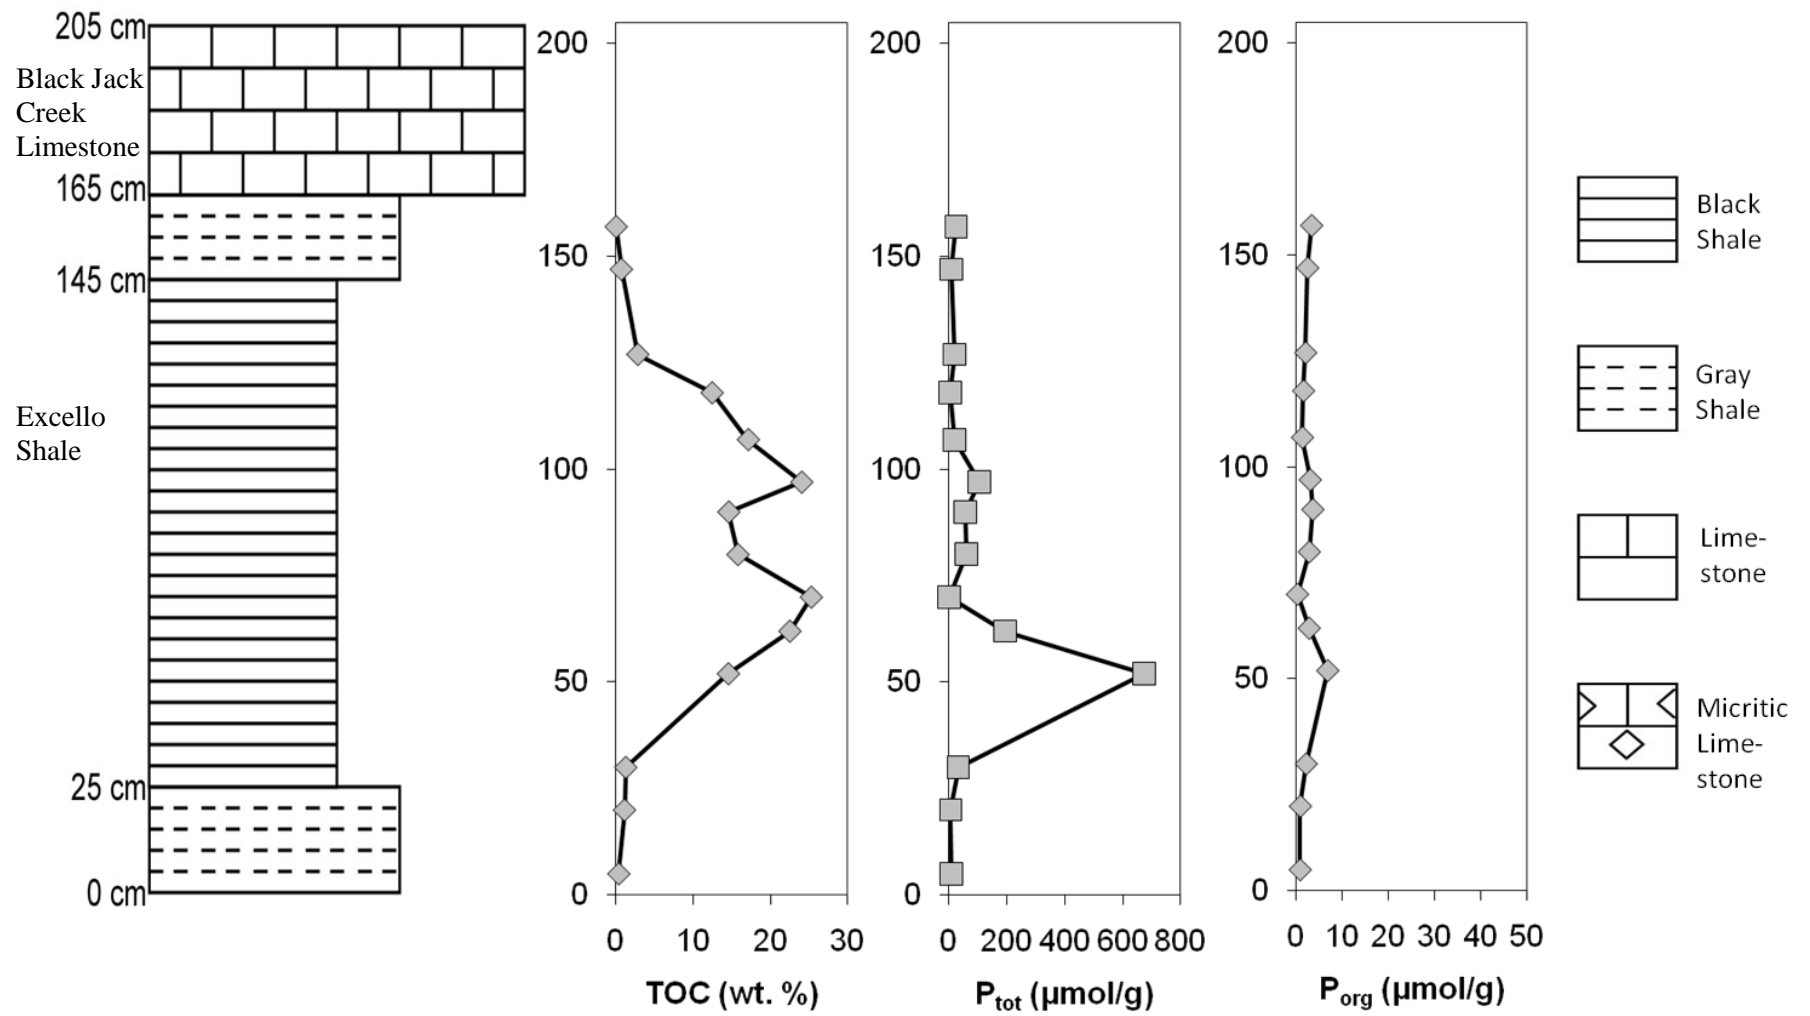 205 cm
Black Jack
Creek
Limestone
165 cm
145 cm
Excello
Shale
25 cm
0 cm
200
150
100
50
0
0 10 20 30
TOC (wt. %)
200
150
100
50
0
0 200 400 600 800
Ptot (µmol/g)
200
150
100
50
0
0 10 20 30 40 50
Porg (µmol/g)
Black
Shale
Gray
Shale
Lime-
stone
Micritic
Lime-
stone